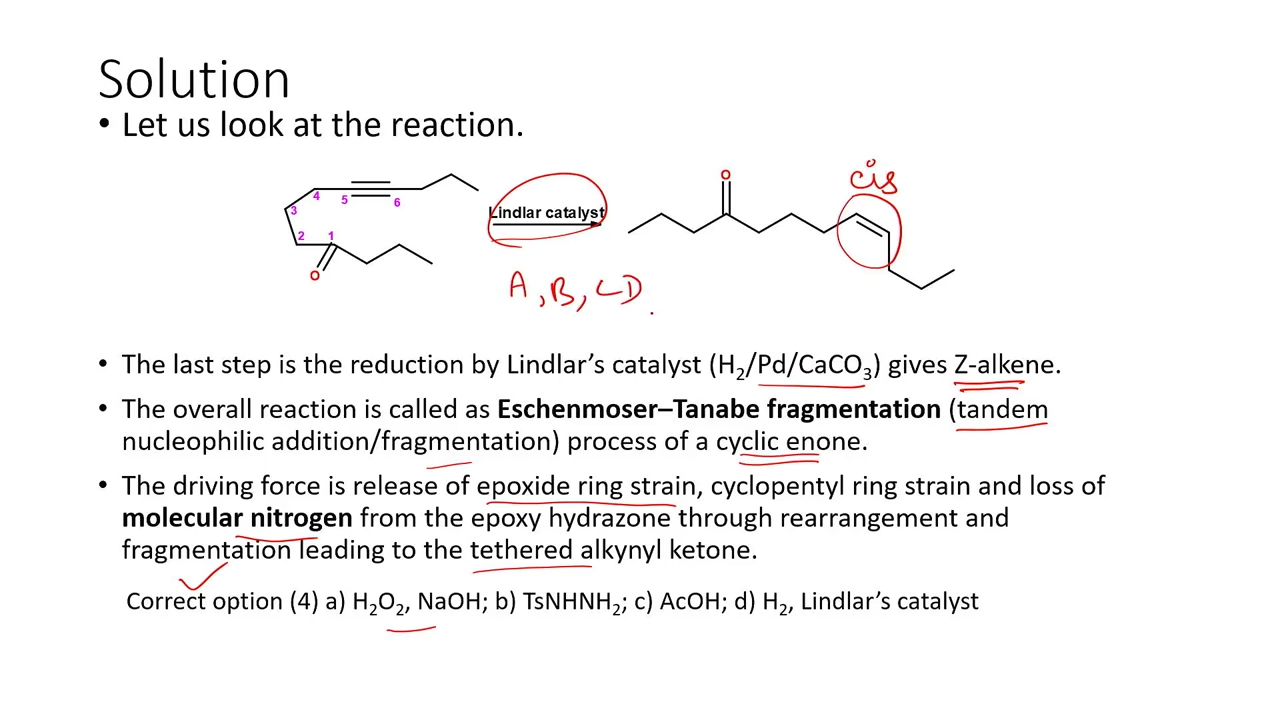 Solution
• Let us look at the reaction.
O
cis
4
5
6
3
Lindlar catalyst
2
1
O
A, B, C D
• The last step is the reduction by Lindlar’s catalyst (H₂/Pd/CaCO₃) gives Z-alkene.
• The overall reaction is called as Eschenmoser–Tanabe fragmentation (tandem
nucleophilic addition/fragmentation) process of a cyclic enone.
• The driving force is release of epoxide ring strain, cyclopentyl ring strain and loss of
molecular nitrogen from the epoxy hydrazone through rearrangement and
fragmentation leading to the tethered alkynyl ketone.
Correct option (4) a) H₂O₂, NaOH; b) TsNHNH₂; c) AcOH; d) H₂, Lindlar’s catalyst